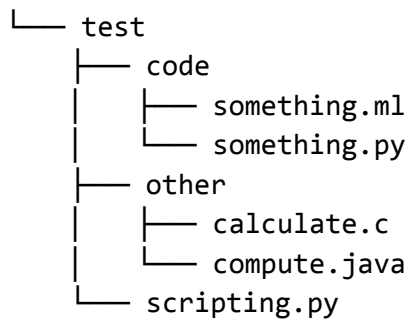 └── test
    ├── code
    │   ├── something.ml
    │   └── something.py
    ├── other
    │   ├── calculate.c
    │   └── compute.java
    └── scripting.py